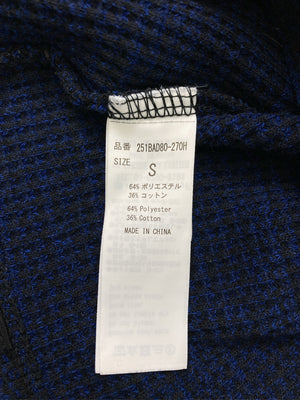 品番 251BAD80-270H
SIZE
S
64% ポリエステル
36% コットン
64% Polyester
36% Cotton
MADE IN CHINA